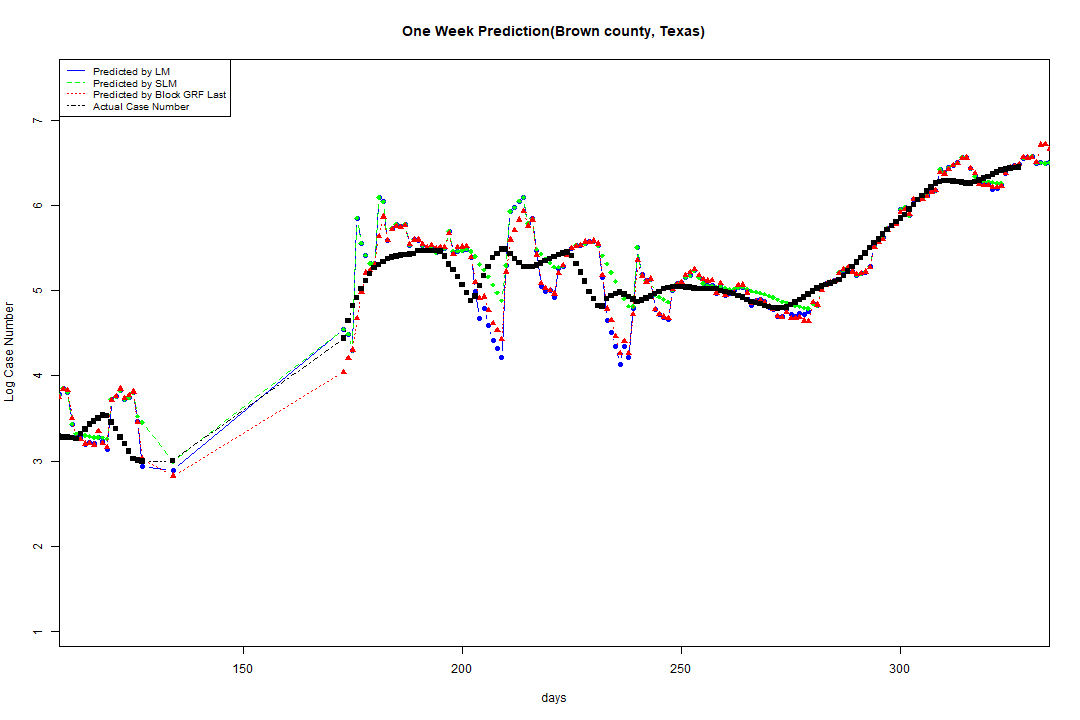 One Week Prediction(Brown county, Texas)
Predicted by LM
Predicted by SLM
Predicted by Block GRF Last
Actual Case Number
7
6
5
4
3
2
1
Log Case Number
150 200 250 300
days